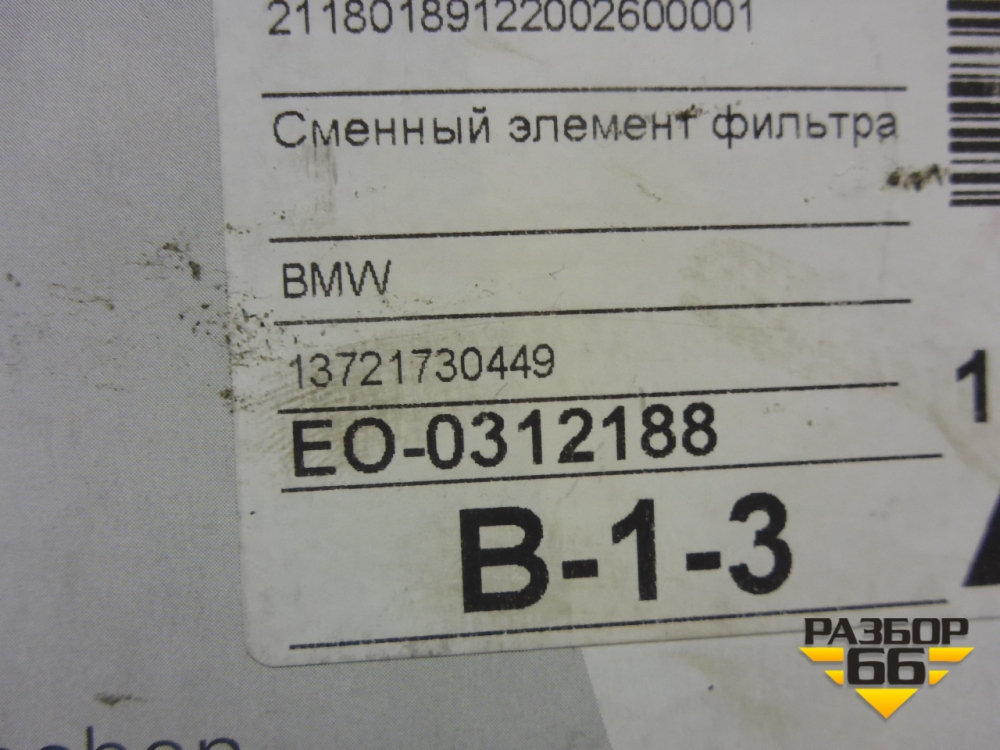 21180189122002600001
Сменный элемент фильтра
BMW
13721730449
1
EO-0312188
B-1-3
РАЗБОР
66